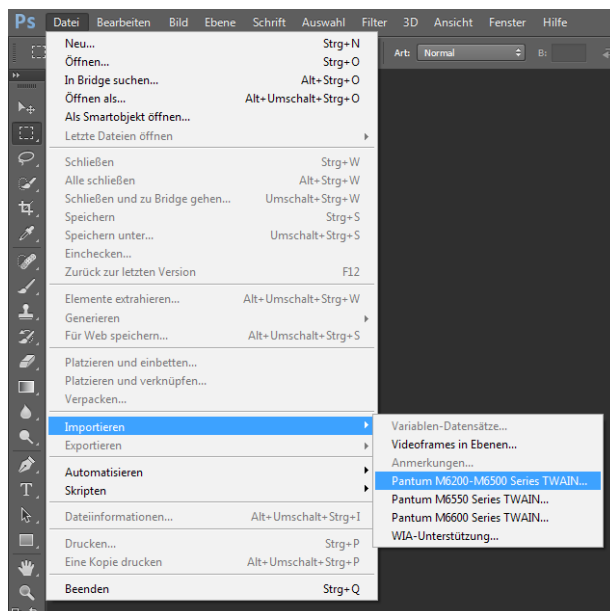 Ps Datei Bearbeiten Bild Ebene Schrift Auswahl Filter 3D Ansicht Fenster Hilfe
Art: Normal B:
Neu... Strg+N
Öffnen... Strg+O
In Bridge suchen... Alt+Strg+O
Öffnen als... Alt+Umschalt+Strg+O
Als Smartobjekt öffnen...
Letzte Dateien öffnen
Schließen Strg+W
Alle schließen Alt+Strg+W
Schließen und zu Bridge gehen... Umschalt+Strg+W
Speichern Strg+S
Speichern unter... Umschalt+Strg+S
Einchecken...
Zurück zur letzten Version F12
Elemente extrahieren... Alt+Umschalt+Strg+W
Generieren
Für Web speichern... Alt+Umschalt+Strg+S
Platzieren und einbetten...
Platzieren und verknüpfen...
Verpacken...
Importieren
Exportieren
Automatisieren
Skripten
Dateiinformationen... Alt+Umschalt+Strg+I
Drucken... Strg+P
Eine Kopie drucken Alt+Umschalt+Strg+P
Beenden Strg+Q
Variablen-Datensätze...
Videoframes in Ebenen...
Anmerkungen...
Pantum M6200-M6500 Series TWAIN...
Pantum M6550 Series TWAIN...
Pantum M6600 Series TWAIN...
WIA-Unterstützung...